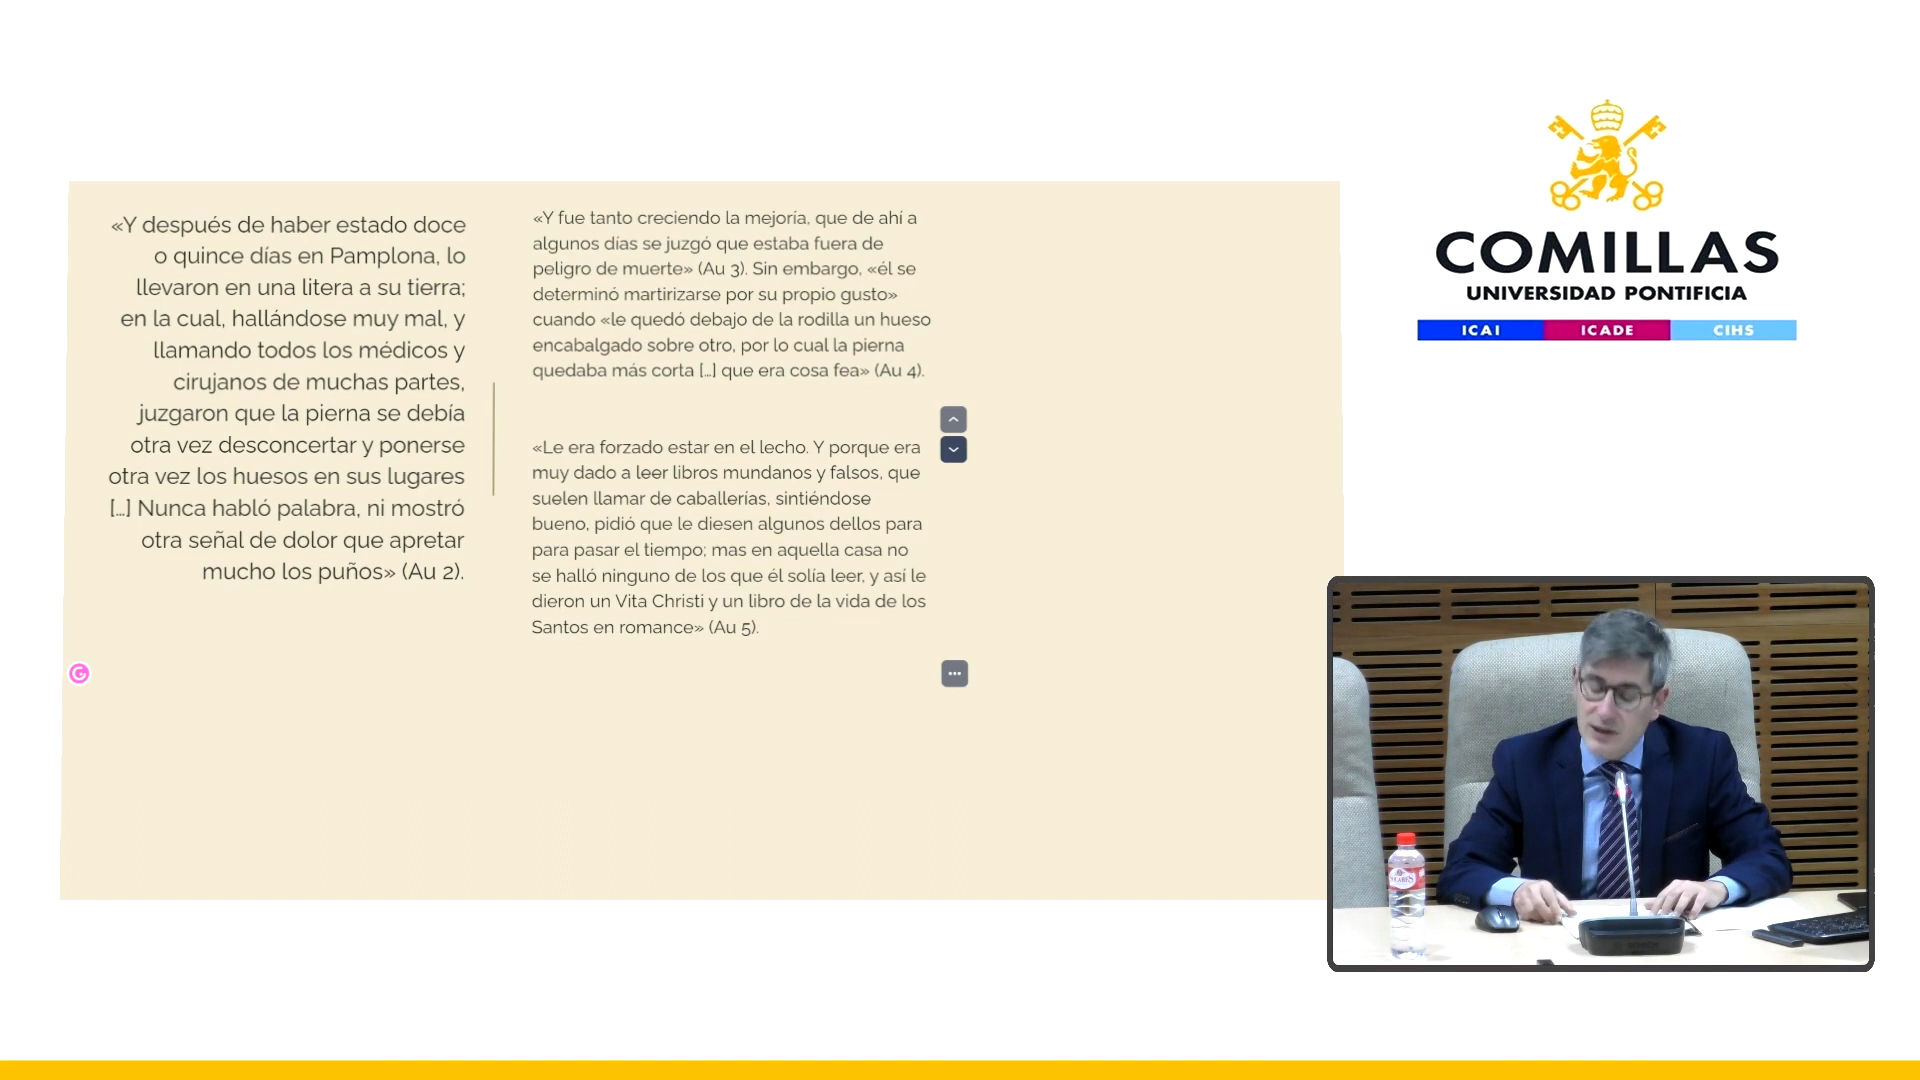 «Y después de haber estado doce
o quince días en Pamplona, lo
llevaron en una litera a su tierra;
en la cual, hallándose muy mal, y
llamando todos los médicos y
cirujanos de muchas partes,
juzgaron que la pierna se debía
otra vez desconcertar y ponerse
otra vez los huesos en sus lugares
[…] Nunca habló palabra, ni mostró
otra señal de dolor que apretar
mucho los puños» (Au 2).
«Y fue tanto creciendo la mejoría, que de ahí a
algunos días se juzgó que estaba fuera de
peligro de muerte» (Au 3). Sin embargo, «él se
determinó martirizarse por su propio gusto»
cuando «le quedó debajo de la rodilla un hueso
encabalgado sobre otro, por lo cual la pierna
quedaba más corta […] que era cosa fea» (Au 4).
«Le era forzado estar en el lecho. Y porque era
muy dado a leer libros mundanos y falsos, que
suelen llamar de caballerías, sintiéndose
bueno, pidió que le diesen algunos dellos para
para pasar el tiempo; mas en aquella casa no
se halló ninguno de los que él solía leer, y así le
dieron un Vita Christi y un libro de la vida de los
Santos en romance» (Au 5).
COMILLAS
UNIVERSIDAD PONTIFICIA
ICAI ICADE CIHS